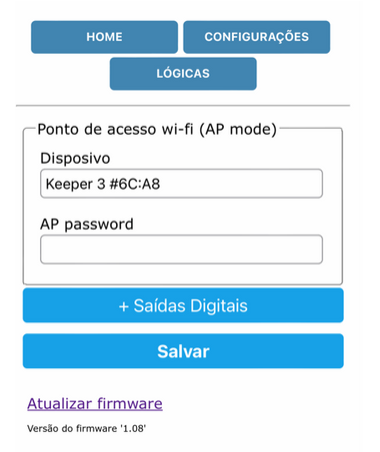 HOME
CONFIGURAÇÕES
LÓGICAS
Ponto de acesso wi-fi (AP mode)
Disposivo
Keeper 3 #6C:A8
AP password
+ Saídas Digitais
Salvar
Atualizar firmware
Versão do firmware '1.08'